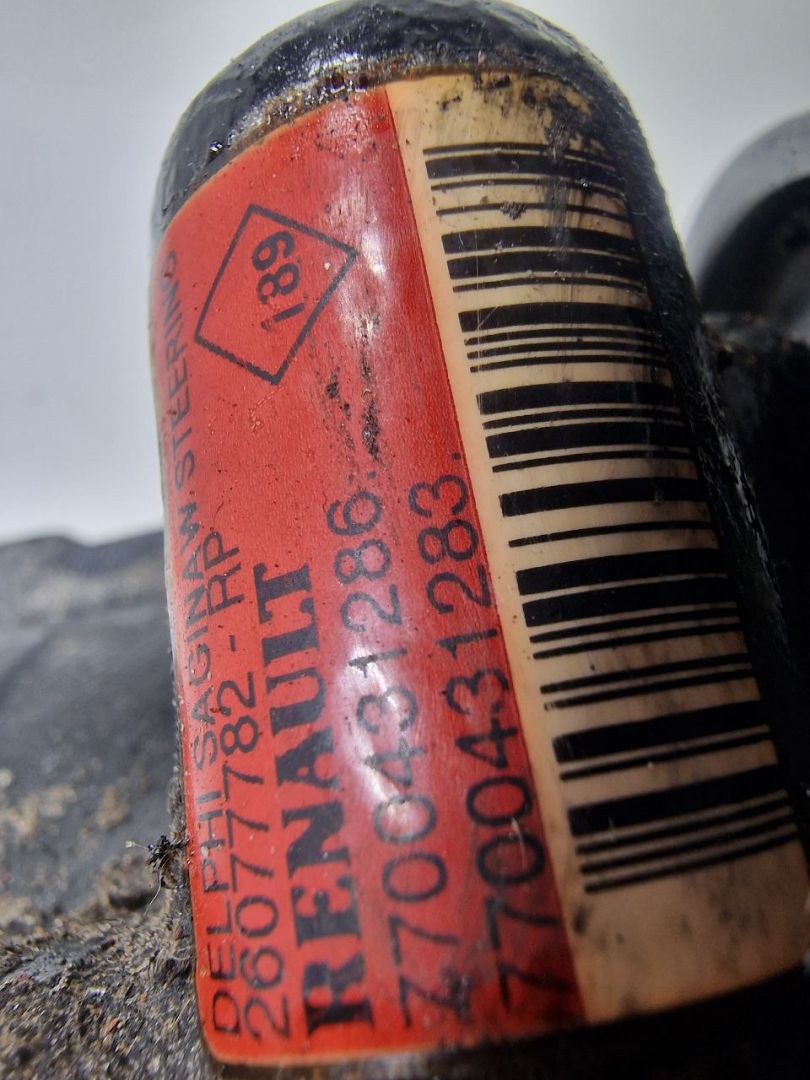 DELPHI SAGINAW STEERING
26077782-RP
189
RENAULT
7700431286.
7700431283.